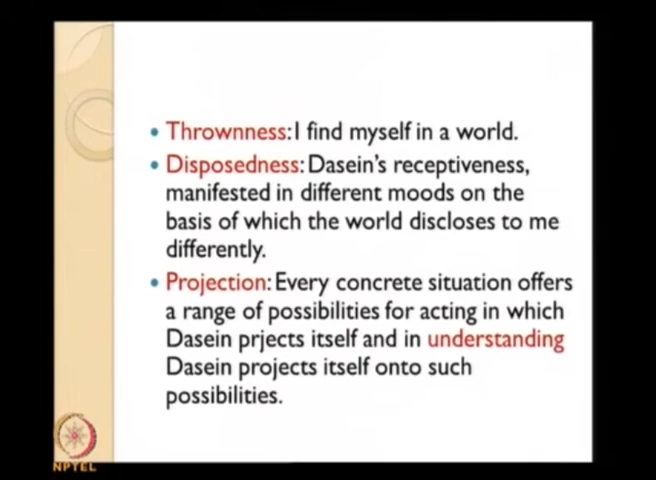 • Thrownness: I find myself in a world.
• Disposedness: Dasein's receptiveness,
manifested in different moods on the
basis of which the world discloses to me
differently.
• Projection: Every concrete situation offers
a range of possibilities for acting in which
Dasein prjects itself and in understanding
Dasein projects itself onto such
possibilities.
NPTEL